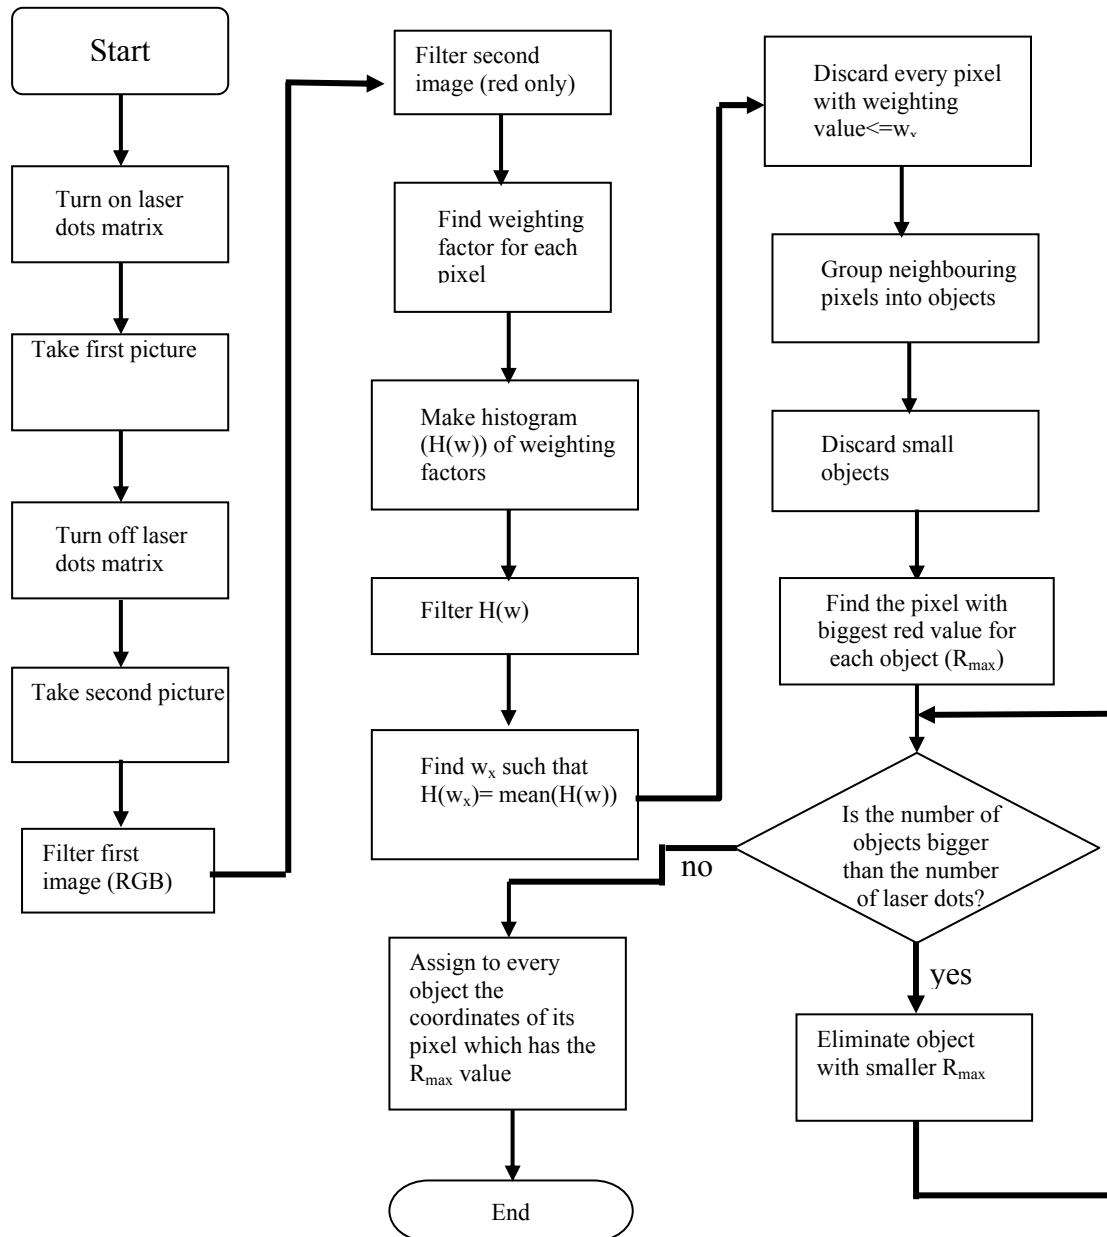 Start
Turn on laser
dots matrix
Take first picture
Turn off laser
dots matrix
Take second picture
Filter first
image (RGB)
Filter second
image (red only)
Find weighting
factor for each
pixel
Make histogram
(H(w)) of weighting
factors
Filter H(w)
Find wₓ such that
H(wₓ)= mean(H(w))
Discard every pixel
with weighting
value<=wₓ
Group neighbouring
pixels into objects
Discard small
objects
Find the pixel with
biggest red value for
each object (Rmax)
Is the number of
objects bigger
than the number
of laser dots?
no
yes
Assign to every
object the
coordinates of its
pixel which has the
Rmax value
Eliminate object
with smaller Rmax
End